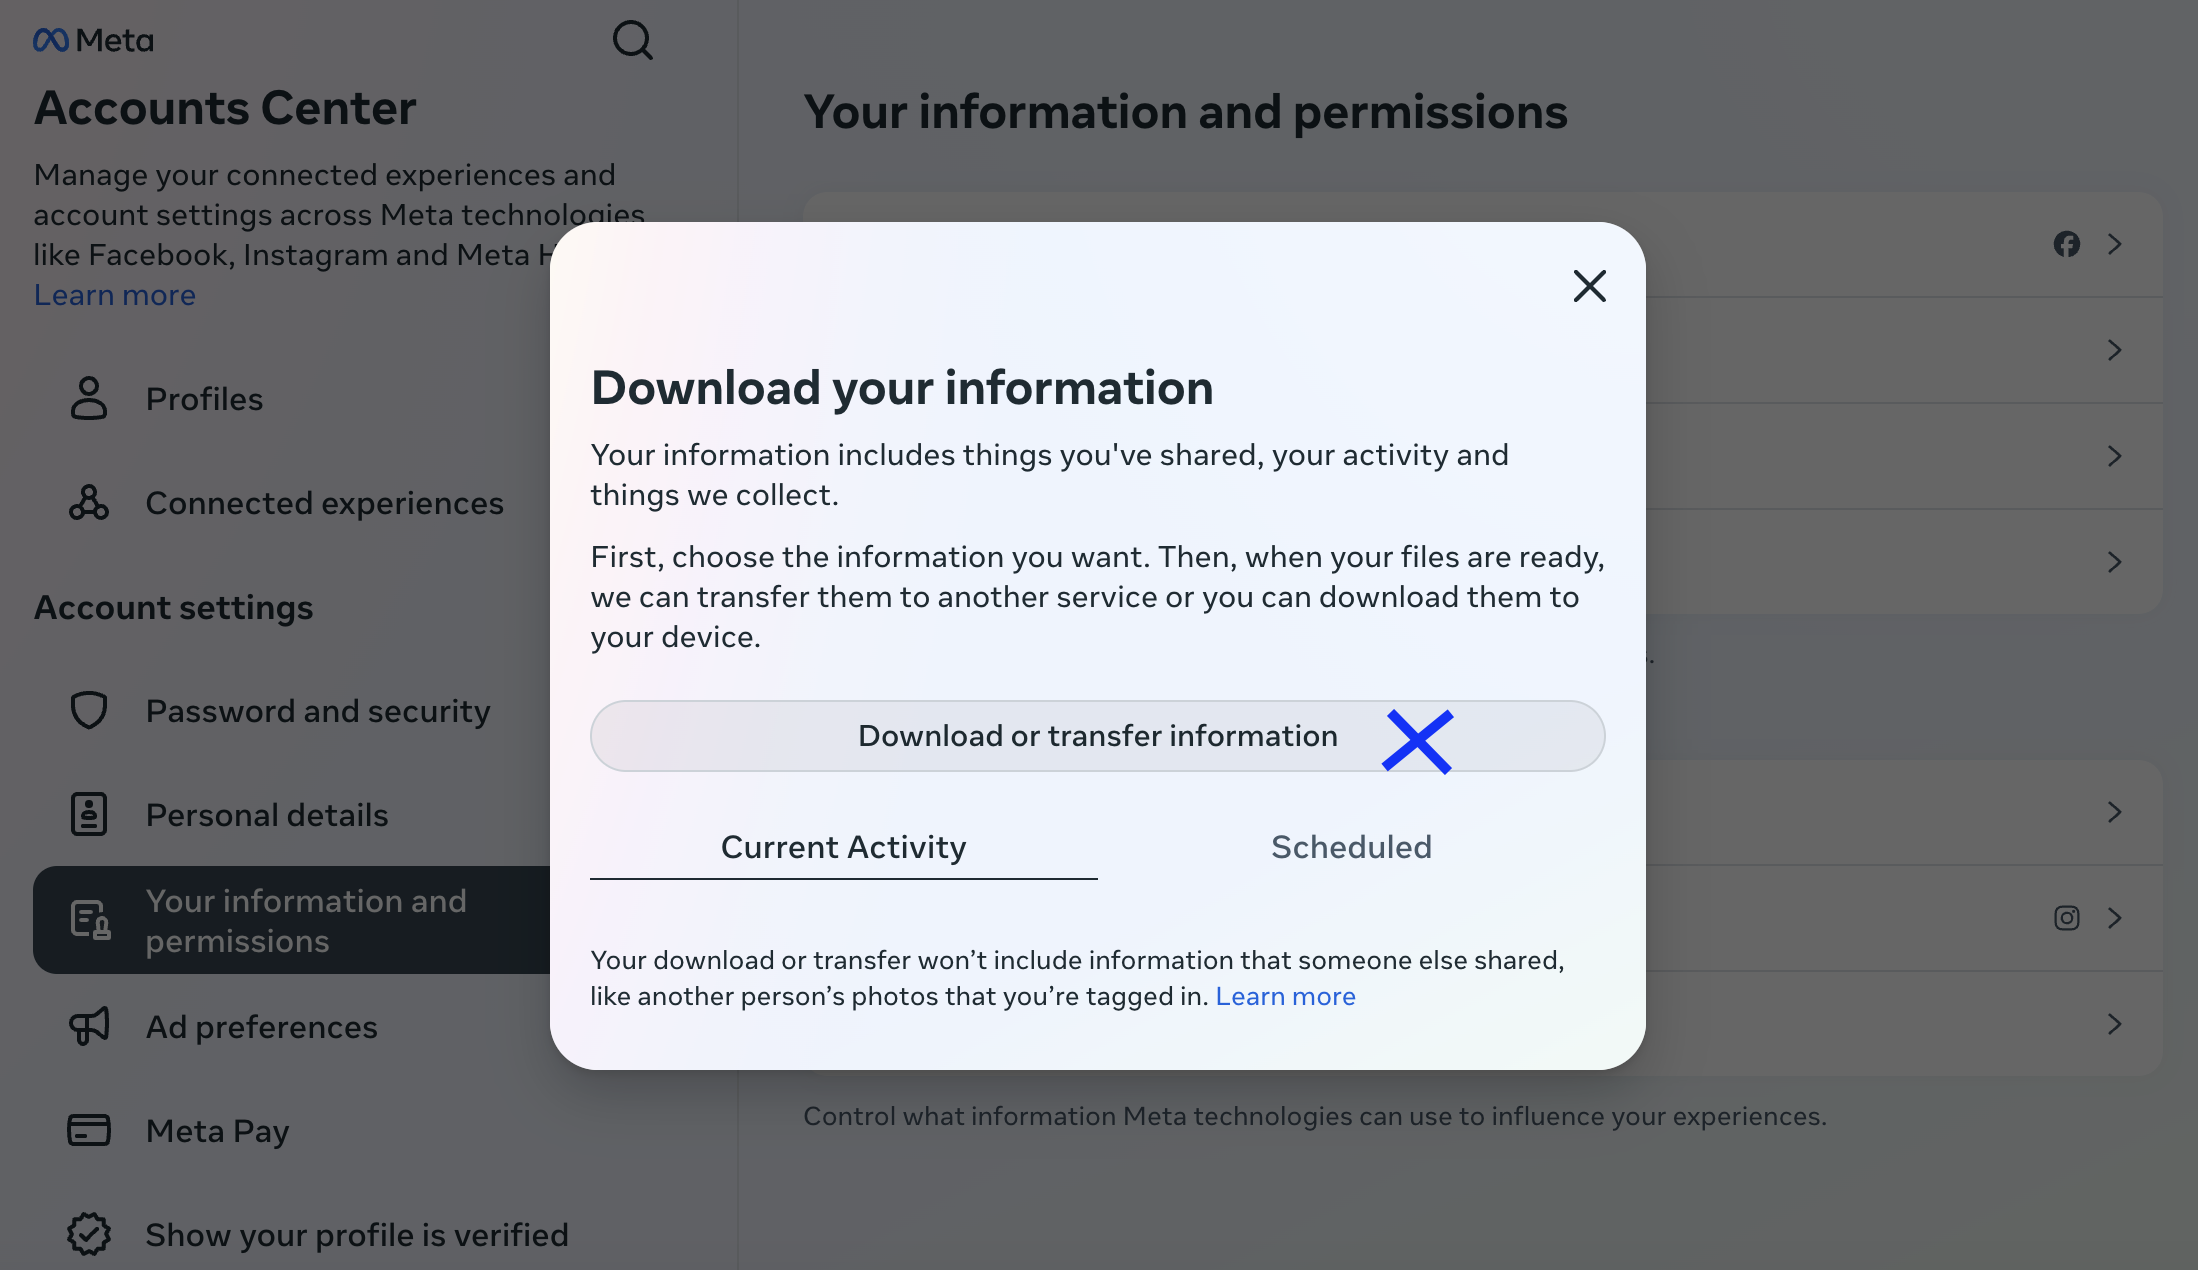 Meta
Accounts Center
Manage your connected experiences and
account settings across Meta technologies
like Facebook, Instagram and Meta
Learn more
Profiles
Connected experiences
Account settings
Password and security
Personal details
Your information and
permissions
Ad preferences
Meta Pay
Show your profile is verified
Your information and permissions
Download your information
Your information includes things you've shared, your activity and
things we collect.
First, choose the information you want. Then, when your files are ready,
we can transfer them to another service or you can download them to
your device.
Download or transfer information
Current Activity
Scheduled
Your download or transfer won’t include information that someone else shared,
like another person’s photos that you’re tagged in. Learn more
Control what information Meta technologies can use to influence your experiences.